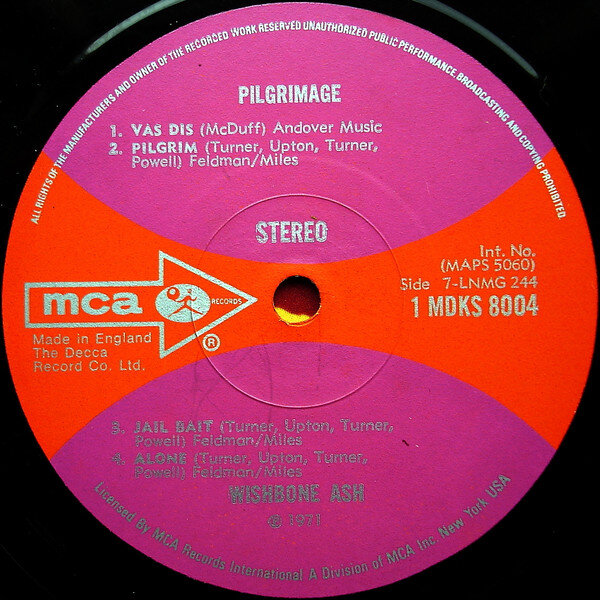 ALL RIGHTS OF THE MANUFACTURERS AND OWNER OF THE RECORDED WORK RESERVED UNAUTHORIZED PUBLIC PERFORMANCE, BROADCASTING AND COPYING PROHIBITED.
PILGRIMAGE
1. VAS DIS (McDuff) Andover Music
2. PILGRIM (Turner, Upton, Turner,
Powell) Feldman/Miles
STEREO
Int. No.
(MAPS 5060)
Side 7-LNMG 244
1 MDKS 8004
mca RECORDS
®
Made in England
The Decca
Record Co. Ltd.
3. JAIL BAIT (Turner, Upton, Turner,
Powell) Feldman/Miles
4. ALONE (Turner, Upton, Turner,
Powell) Feldman/Miles
WISHBONE ASH
℗ 1971
Licensed By MCA Records International A Division of MCA Inc. New York USA